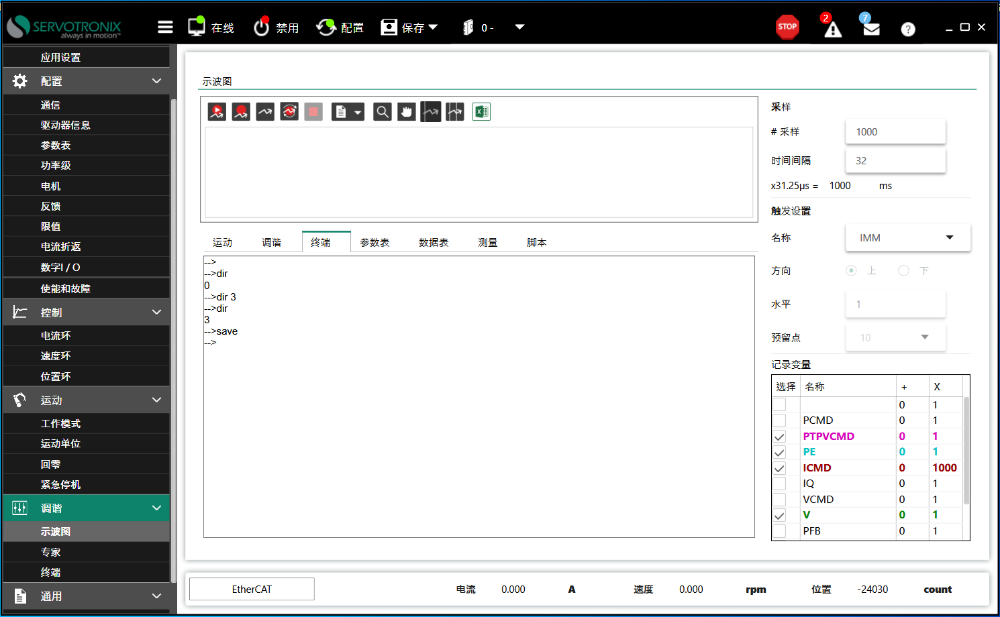 SERVOTRONIX
always in motion™
在线
禁用
配置
保存
0 -
STOP
2
7
?
应用设置
配置
通信
驱动器信息
参数表
功率级
电机
反馈
限值
电流折返
数字I / O
使能和故障
控制
电流环
速度环
位置环
运动
工作模式
运动单位
回零
紧急停机
调谐
示波图
专家
终端
通用
示波图
运动 调谐 终端 参数表 数据表 测量 脚本
-->
-->dir
0
-->dir 3
-->dir
3
-->save
-->
采样
# 采样 1000
时间间隔 32
x31.25µs = 1000 ms
触发设置
名称 IMM
方向 上 下
水平 1
预留点 10
记录变量
选择 名称 + X
0 1
PCMD 0 1
PTPVCMD 0 1
PE 0 1
ICMD 0 1000
IQ 0 1
VCMD 0 1
V 0 1
PFB 0 1
EtherCAT 电流 0.000 A 速度 0.000 rpm 位置 -24030 count